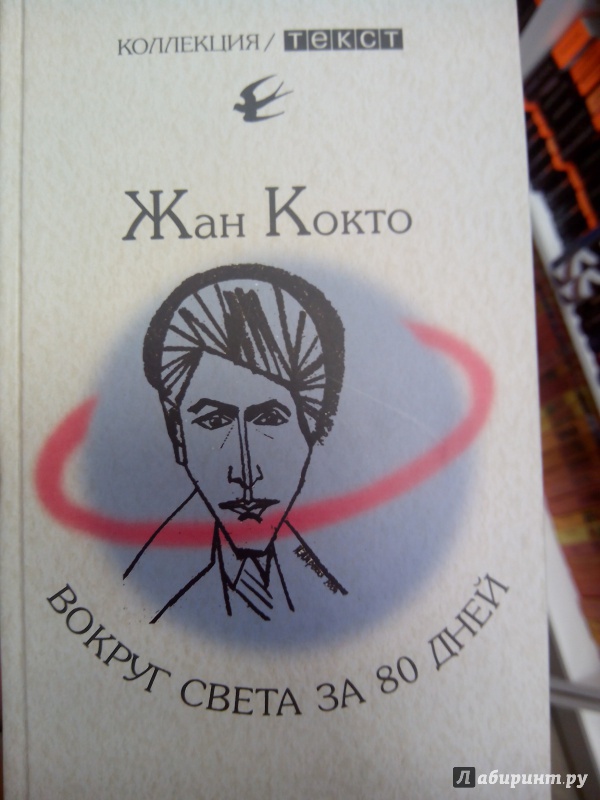 КОЛЛЕКЦИЯ / ТЕКСТ
ЖАН КОКТО
ВОКРУГ СВЕТА ЗА 80 ДНЕЙ
Лабиринт.ру